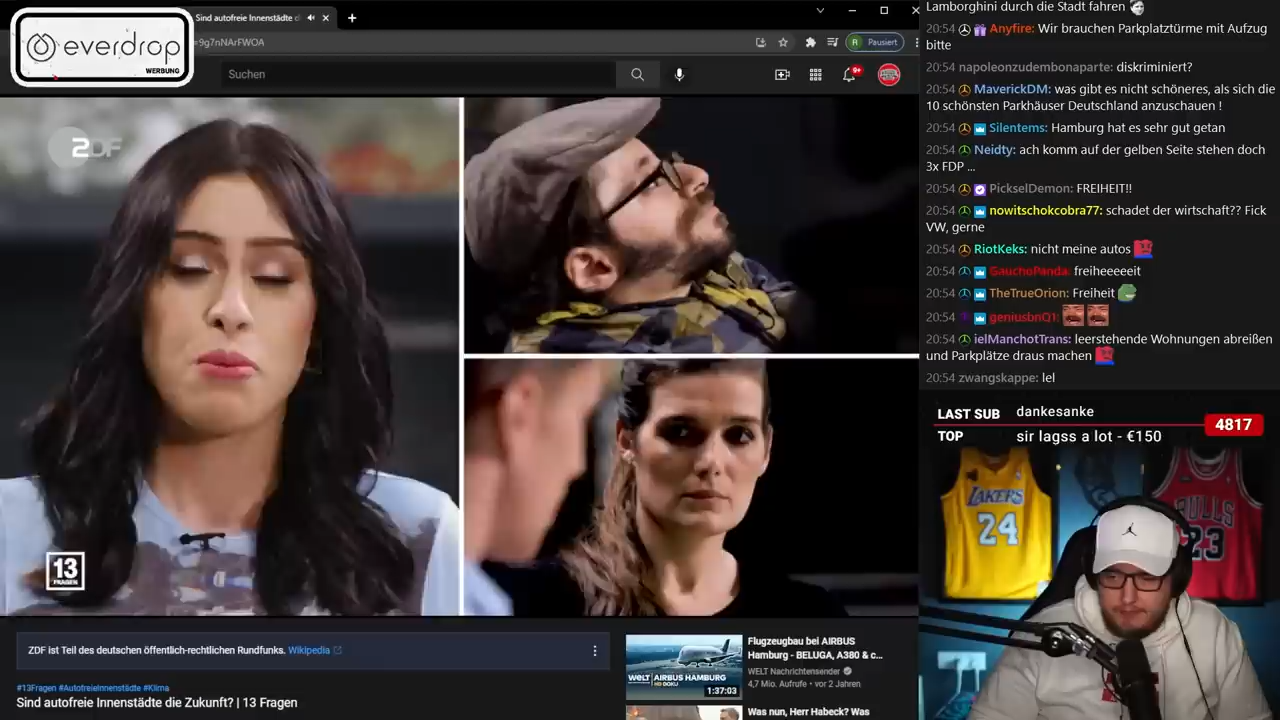 everdrop
WERBUNG
Sind autofreie Innenstädte d
=9g7nNArFWOA
R Pausiert
Suchen
9+
2DF
13
FRAGEN
ZDF ist Teil des deutschen öffentlich-rechtlichen Rundfunks. Wikipedia
#13Fragen #AutofreieInnenstädte #Klima
Sind autofreie Innenstädte die Zukunft? | 13 Fragen
WELT AIRBUS HAMBURG
HD DOKU
1:37:03
Flugzeugbau bei AIRBUS
Hamburg - BELUGA, A380 & c...
WELT Nachrichtensender
4,7 Mio. Aufrufe • vor 2 Jahren
Was nun, Herr Habeck? Was
Lamborghini durch die Stadt fahren
20:54 Anyfire: Wir brauchen Parkplatztürme mit Aufzug
bitte
20:54 napoleonzudembonaparte: diskriminiert?
20:54 MaverickDM: was gibt es nicht schöneres, als sich die
10 schönsten Parkhäuser Deutschland anzuschauen !
20:54 Silentems: Hamburg hat es sehr gut getan
20:54 Neidty: ach komm auf der gelben Seite stehen doch
3x FDP ...
20:54 PickselDemon: FREIHEIT!!
20:54 nowitschokcobra77: schadet der wirtschaft?? Fick
VW, gerne
20:54 RiotKeks: nicht meine autos
20:54 GauchoPanda: freiheeeeeit
20:54 TheTrueOrion: Freiheit
20:54 geniusbnQ1:
20:54 ielManchotTrans: leerstehende Wohnungen abreißen
und Parkplätze draus machen
20:54 zwangskappe: lel
LAST SUB dankesanke
4817
TOP sir lagss a lot - €150
LAKERS
24
BULLS
23